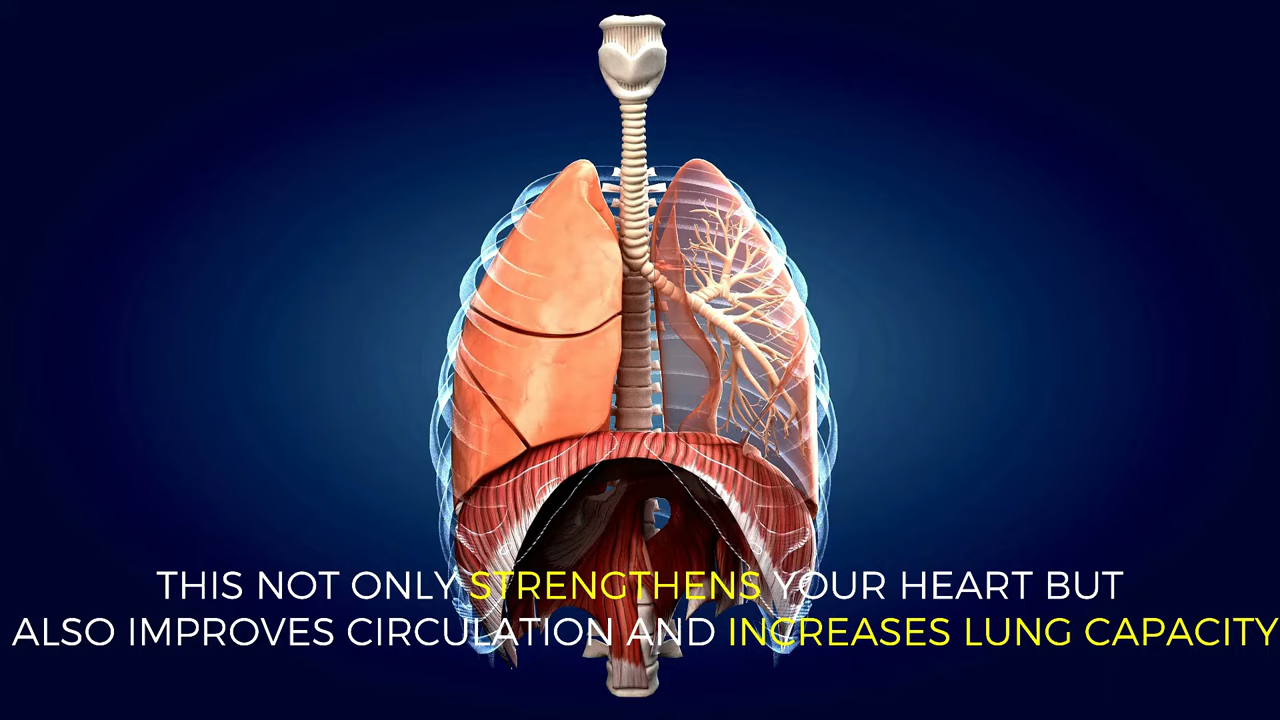 THIS NOT ONLY STRENGTHENS YOUR HEART BUT
ALSO IMPROVES CIRCULATION AND INCREASES LUNG CAPACITY